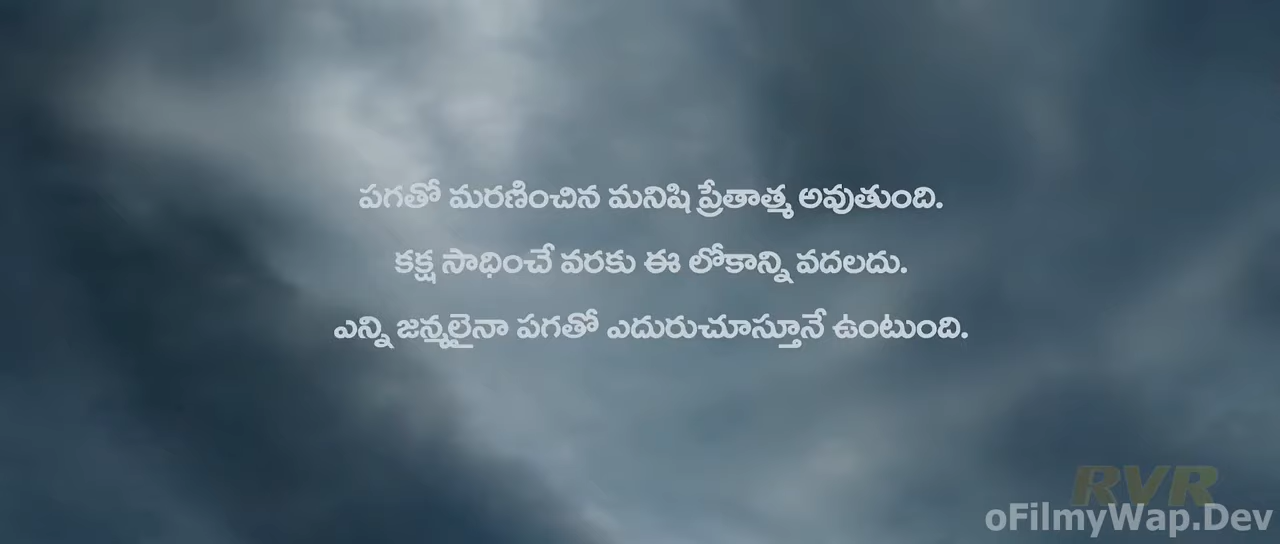 పగతో మరణించిన మనిషి ప్రేతాత్మ అవుతుంది.
కక్ష సాధించే వరకు ఈ లోకాన్ని వదలదు.
ఎన్ని జన్మలైనా పగతో ఎదురుచూస్తూనే ఉంటుంది.
RVR
oFilmyWap.Dev